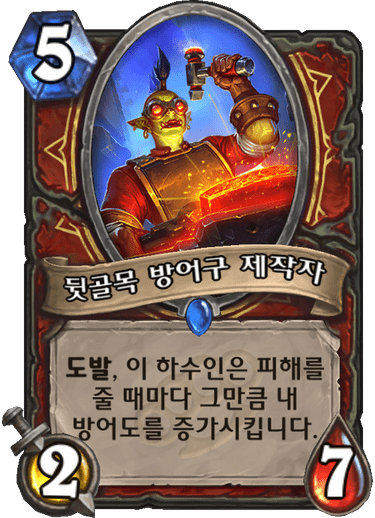 5
뒷골목 방어구 제작자
도발, 이 하수인은 피해를
줄 때마다 그만큼 내
방어도를 증가시킵니다.
2
7